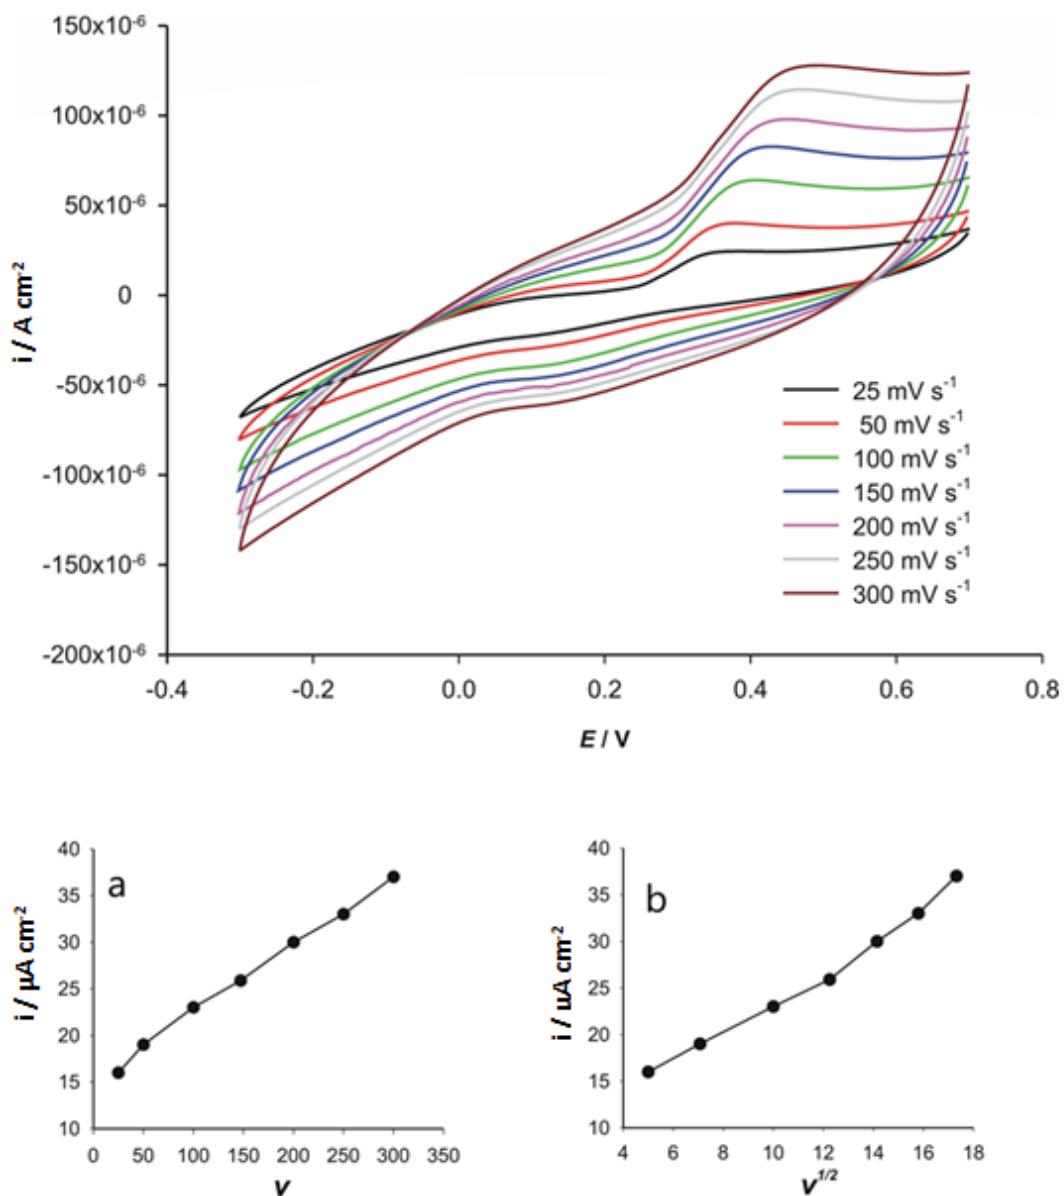 150x10⁻⁶
100x10⁻⁶
50x10⁻⁶
0
-50x10⁻⁶
-100x10⁻⁶
-150x10⁻⁶
-200x10⁻⁶
i / A cm⁻²
-0.4 -0.2 0.0 0.2 0.4 0.6 0.8
E / V
25 mV s⁻¹
50 mV s⁻¹
100 mV s⁻¹
150 mV s⁻¹
200 mV s⁻¹
250 mV s⁻¹
300 mV s⁻¹
a
40
35
30
25
20
15
10
i / µA cm⁻²
0 50 100 150 200 250 300 350
v
b
40
35
30
25
20
15
10
i / µA cm⁻²
4 6 8 10 12 14 16 18
v¹ᐟ²